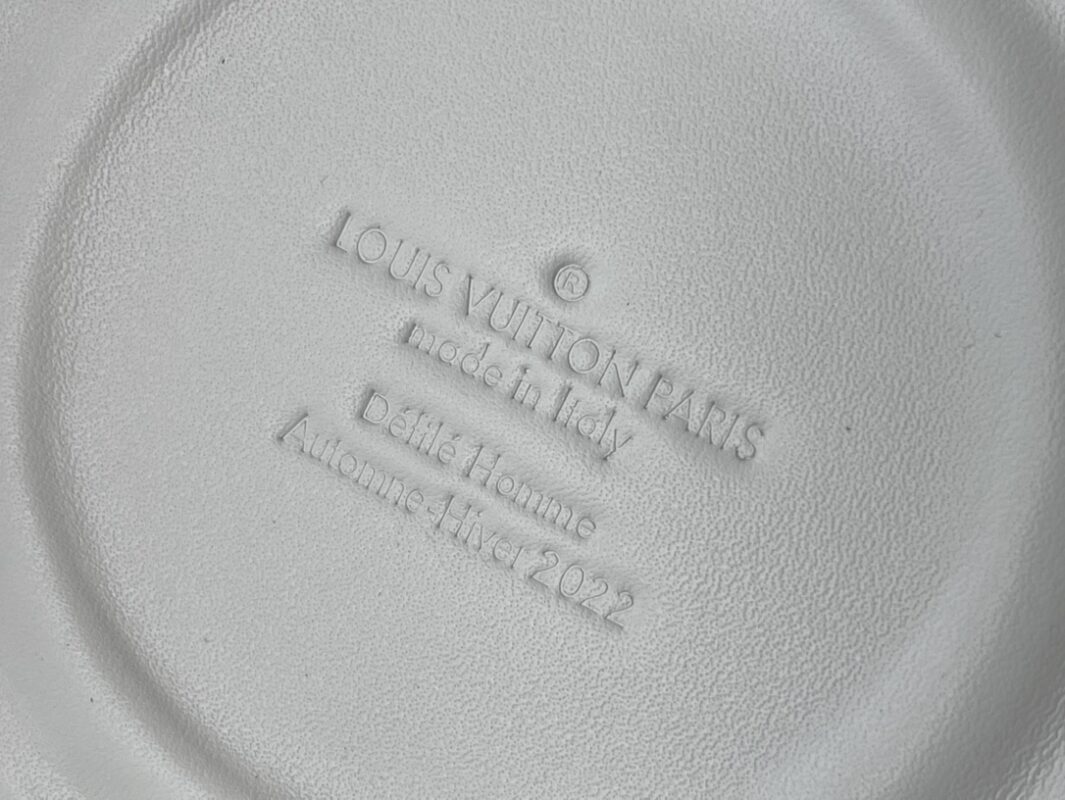 ®
LOUIS VUITTON PARIS
made in Italy
Défilé Homme
Automne-Hiver 2022